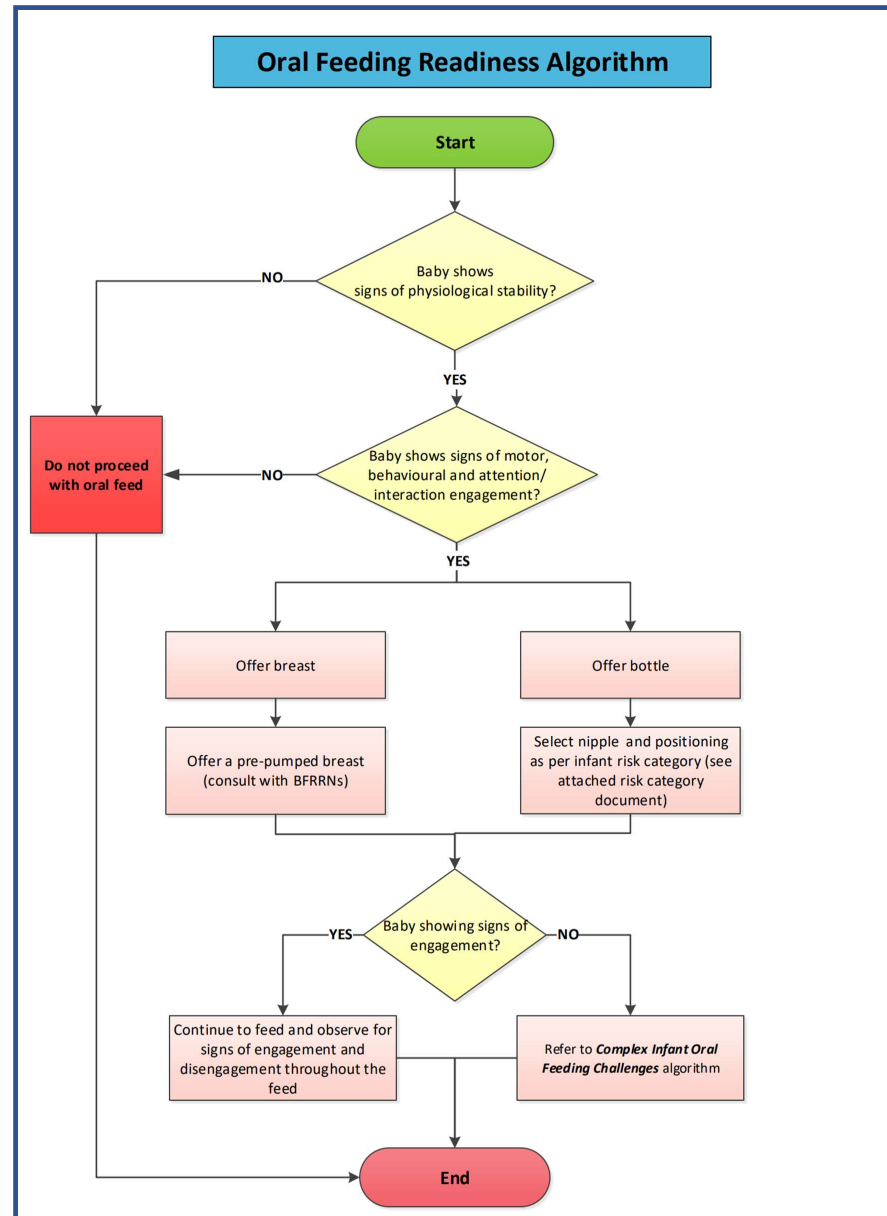 Oral Feeding Readiness Algorithm
Start
Baby shows
signs of physiological stability?
NO
YES
Do not proceed
with oral feed
NO
Baby shows signs of motor,
behavioural and attention/
interaction engagement?
YES
Offer breast
Offer bottle
Offer a pre-pumped breast
(consult with BFRRNs)
Select nipple and positioning
as per infant risk category (see
attached risk category
document)
Baby showing signs of
engagement?
YES
NO
Continue to feed and observe for
signs of engagement and
disengagement throughout the
feed
Refer to Complex Infant Oral
Feeding Challenges algorithm
End